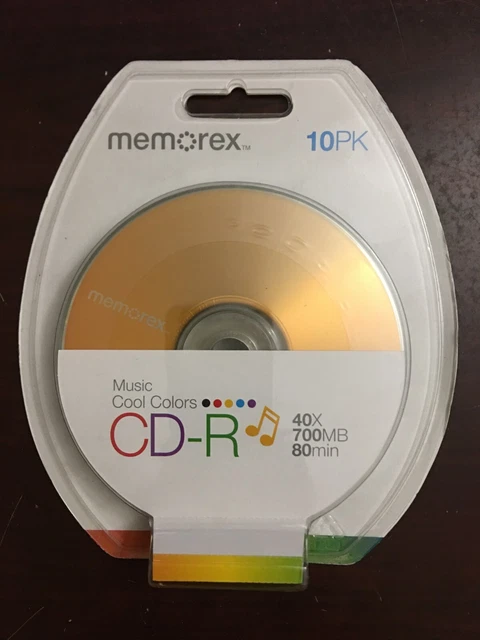 memorex™
10PK
memorex
Music
Cool Colors
CD-R
40X
700MB
80min